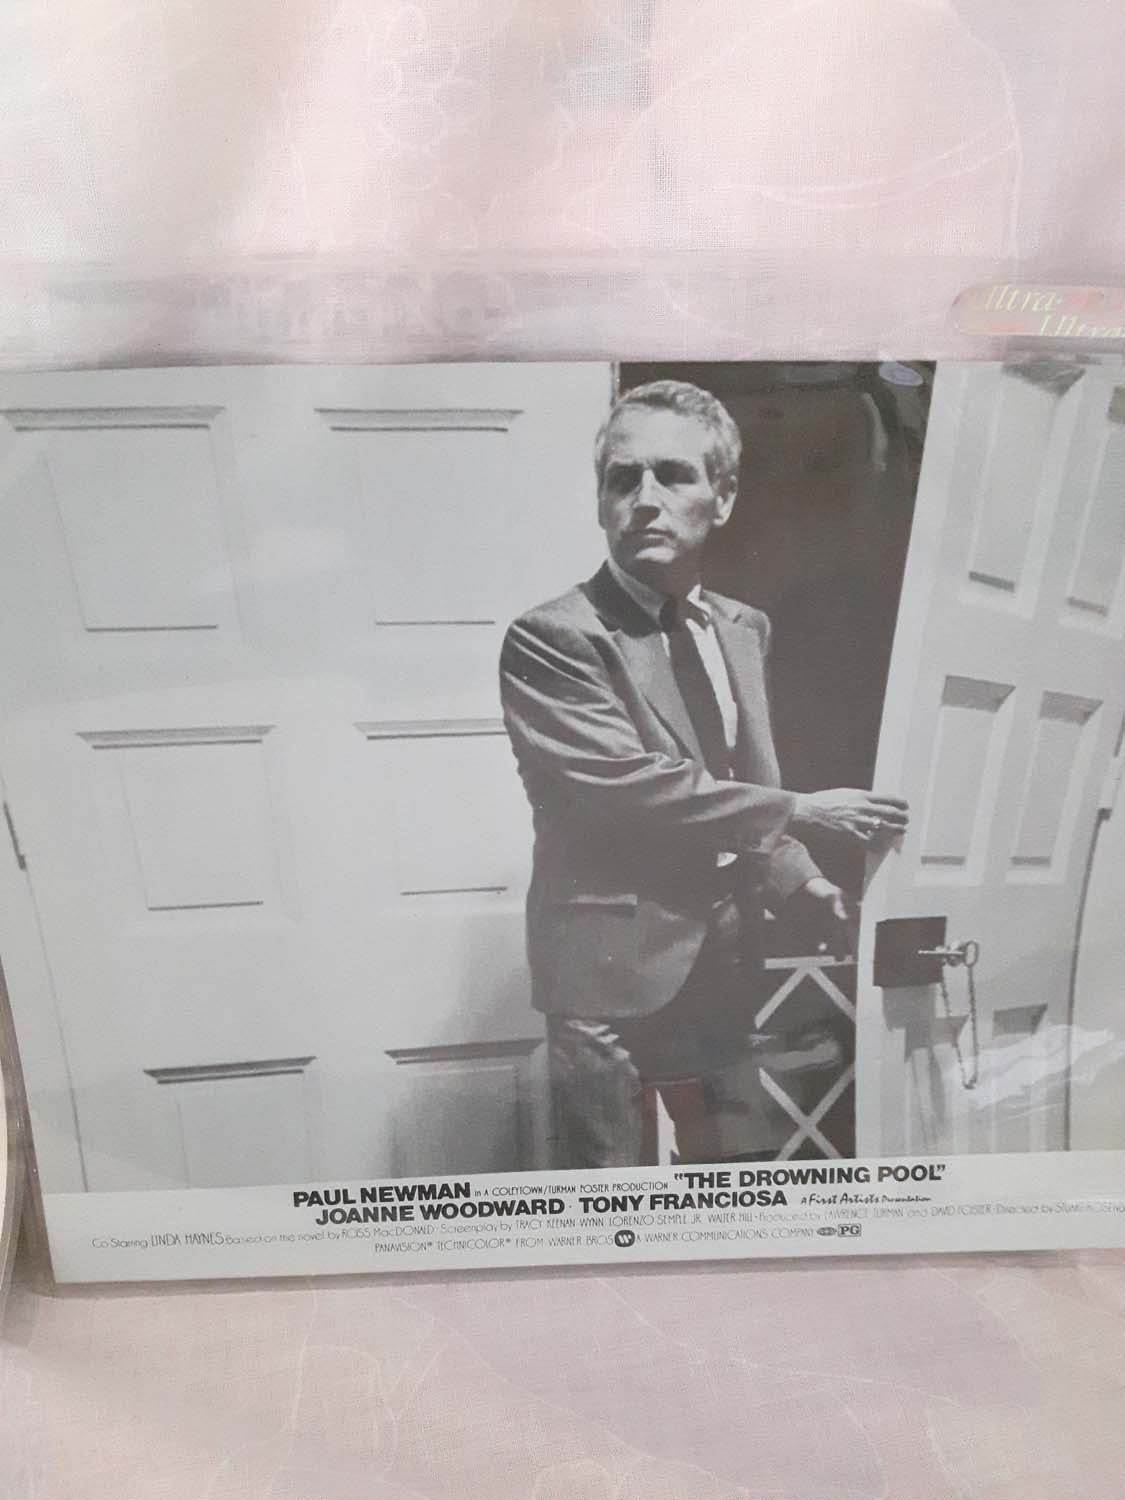 Ultra-
Ultra
PAUL NEWMAN in A COLEYTOWN/TURMAN FOSTER PRODUCTION "THE DROWNING POOL"
JOANNE WOODWARD · TONY FRANCIOSA A First Artists Presentation
Co-Starring LINDA HAYNES Based on the novel by ROSS MacDONALD · Screenplay by TRACY KEENAN WYNN LORENZO SEMPLE JR. WALTER HILL · Produced by LAWRENCE TURMAN and DAVID FOSTER · Directed by
PANAVISION® TECHNICOLOR® FROM WARNER BROS W A WARNER COMMUNICATIONS COMPANY PG